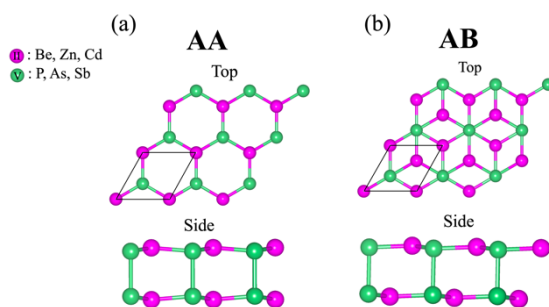 (a)
AA
Top
II : Be, Zn, Cd
V : P, As, Sb
Side
(b)
AB
Top
Side